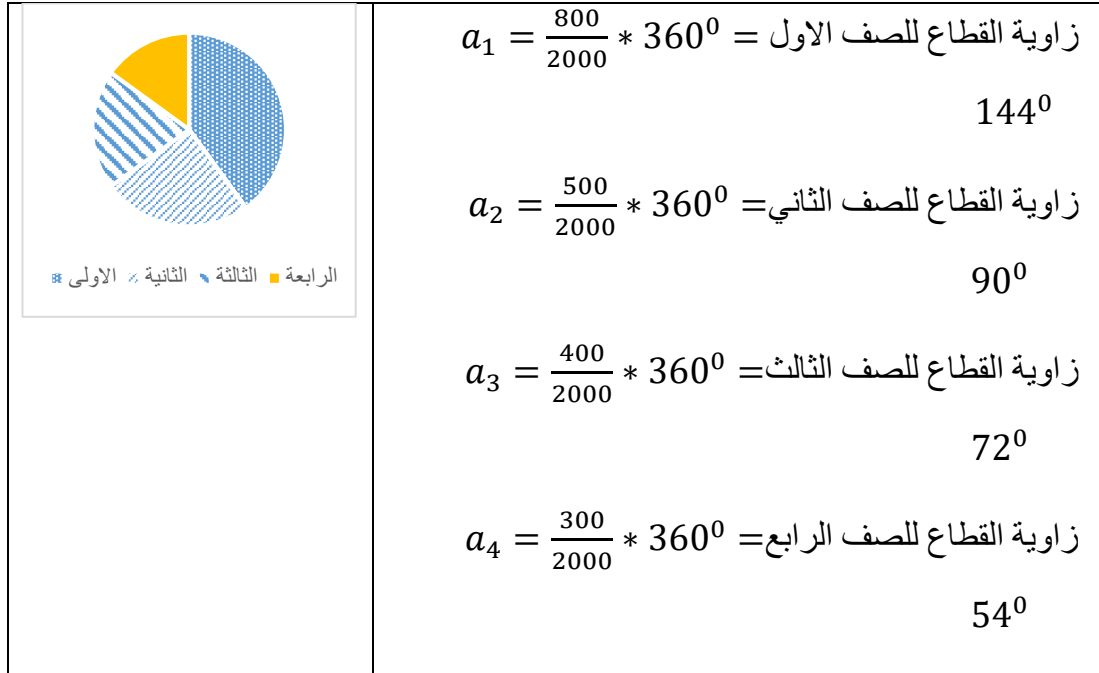 زاوية القطاع للصف الاول = a₁ = 800/2000 * 360⁰
144⁰
زاوية القطاع للصف الثاني= a₂ = 500/2000 * 360⁰
90⁰
زاوية القطاع للصف الثالث= a₃ = 400/2000 * 360⁰
72⁰
زاوية القطاع للصف الرابع= a₄ = 300/2000 * 360⁰
54⁰
الاولى الثانية الثالثة الرابعة